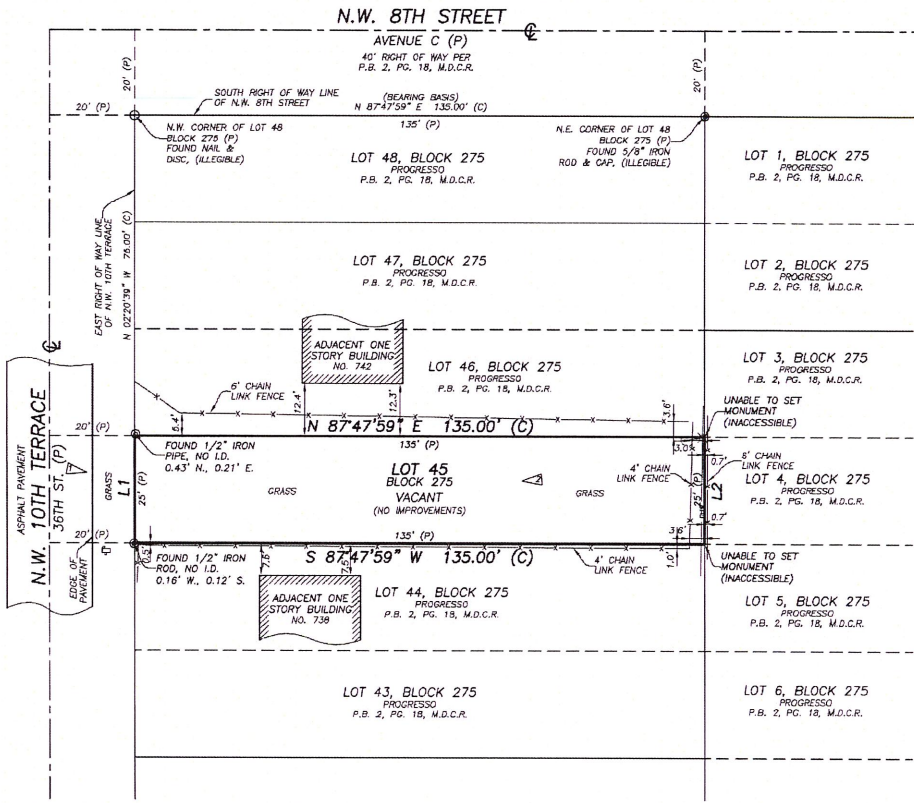 N.W. 8TH STREET
AVENUE C (P)
40' RIGHT OF WAY PER
P.B. 2, PG. 18, M.D.C.R.
20' (P)
20' (P)
SOUTH RIGHT OF WAY LINE
OF N.W. 8TH STREET
(BEARING BASIS)
N 87°47'59" E 135.00' (C)
20' (P)
135' (P)
N.W. CORNER OF LOT 48
BLOCK 275 (P)
FOUND NAIL &
DISC, (ILLEGIBLE)
N.E. CORNER OF LOT 48
BLOCK 275 (P)
FOUND 5/8" IRON
ROD & CAP, (ILLEGIBLE)
LOT 48, BLOCK 275
PROGRESSO
P.B. 2, PG. 18, M.D.C.R.
LOT 1, BLOCK 275
PROGRESSO
P.B. 2, PG. 18, M.D.C.R.
EAST RIGHT OF WAY LINE
OF N.W. 10TH TERRACE
N 02°20'39" W 75.00' (C)
LOT 47, BLOCK 275
PROGRESSO
P.B. 2, PG. 18, M.D.C.R.
LOT 2, BLOCK 275
PROGRESSO
P.B. 2, PG. 18, M.D.C.R.
ADJACENT ONE
STORY BUILDING
NO. 742
LOT 46, BLOCK 275
PROGRESSO
P.B. 2, PG. 18, M.D.C.R.
LOT 3, BLOCK 275
PROGRESSO
P.B. 2, PG. 18, M.D.C.R.
6' CHAIN
LINK FENCE
12.4'
12.3'
3.6'
UNABLE TO SET
MONUMENT
(INACCESSIBLE)
20' (P)
N 87°47'59" E 135.00' (C)
135' (P)
3.0'
FOUND 1/2" IRON
PIPE, NO I.D.
0.43' N., 0.21' E.
LOT 45
BLOCK 275
VACANT
(NO IMPROVEMENTS)
GRASS
GRASS
2
4' CHAIN
LINK FENCE
0.7'
25' (P)
L2
0.7'
LOT 4, BLOCK 275
PROGRESSO
P.B. 2, PG. 18, M.D.C.R.
ASPHALT PAVEMENT
N.W. 10TH TERRACE
36TH ST. (P)
GRASS
L1
25' (P)
EDGE OF
PAVEMENT
20' (P)
135' (P)
S 87°47'59" W 135.00' (C)
FOUND 1/2" IRON
ROD, NO I.D.
0.16' W., 0.12' S.
4' CHAIN
LINK FENCE
1.0'
UNABLE TO SET
MONUMENT
(INACCESSIBLE)
ADJACENT ONE
STORY BUILDING
NO. 738
LOT 44, BLOCK 275
PROGRESSO
P.B. 2, PG. 18, M.D.C.R.
LOT 5, BLOCK 275
PROGRESSO
P.B. 2, PG. 18, M.D.C.R.
LOT 43, BLOCK 275
PROGRESSO
P.B. 2, PG. 18, M.D.C.R.
LOT 6, BLOCK 275
PROGRESSO
P.B. 2, PG. 18, M.D.C.R.